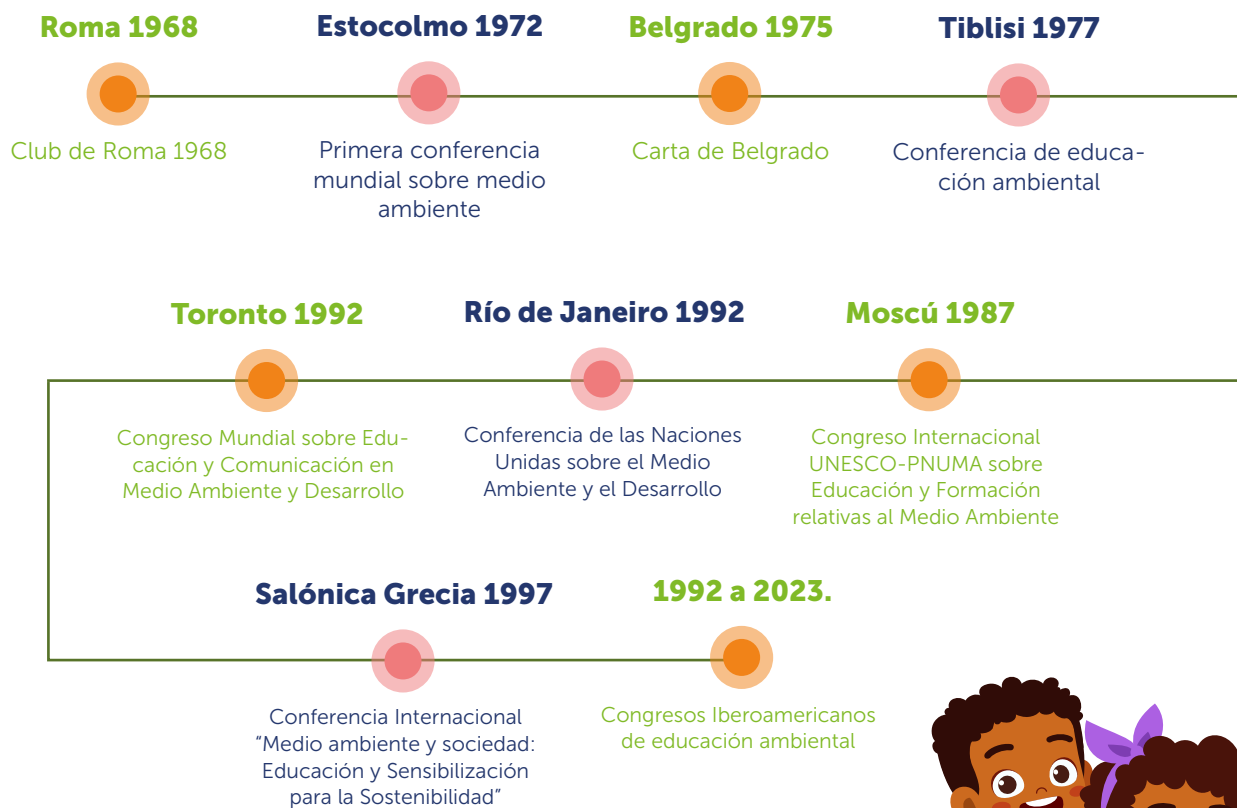 Roma 1968
Club de Roma 1968
Estocolmo 1972
Primera conferencia
mundial sobre medio
ambiente
Belgrado 1975
Carta de Belgrado
Tiblisi 1977
Conferencia de educa-
ción ambiental
Toronto 1992
Congreso Mundial sobre Edu-
cación y Comunicación en
Medio Ambiente y Desarrollo
Río de Janeiro 1992
Conferencia de las Naciones
Unidas sobre el Medio
Ambiente y el Desarrollo
Moscú 1987
Congreso Internacional
UNESCO-PNUMA sobre
Educación y Formación
relativas al Medio Ambiente
Salónica Grecia 1997
Conferencia Internacional
“Medio ambiente y sociedad:
Educación y Sensibilización
para la Sostenibilidad”
1992 a 2023.
Congresos Iberoamericanos
de educación ambiental